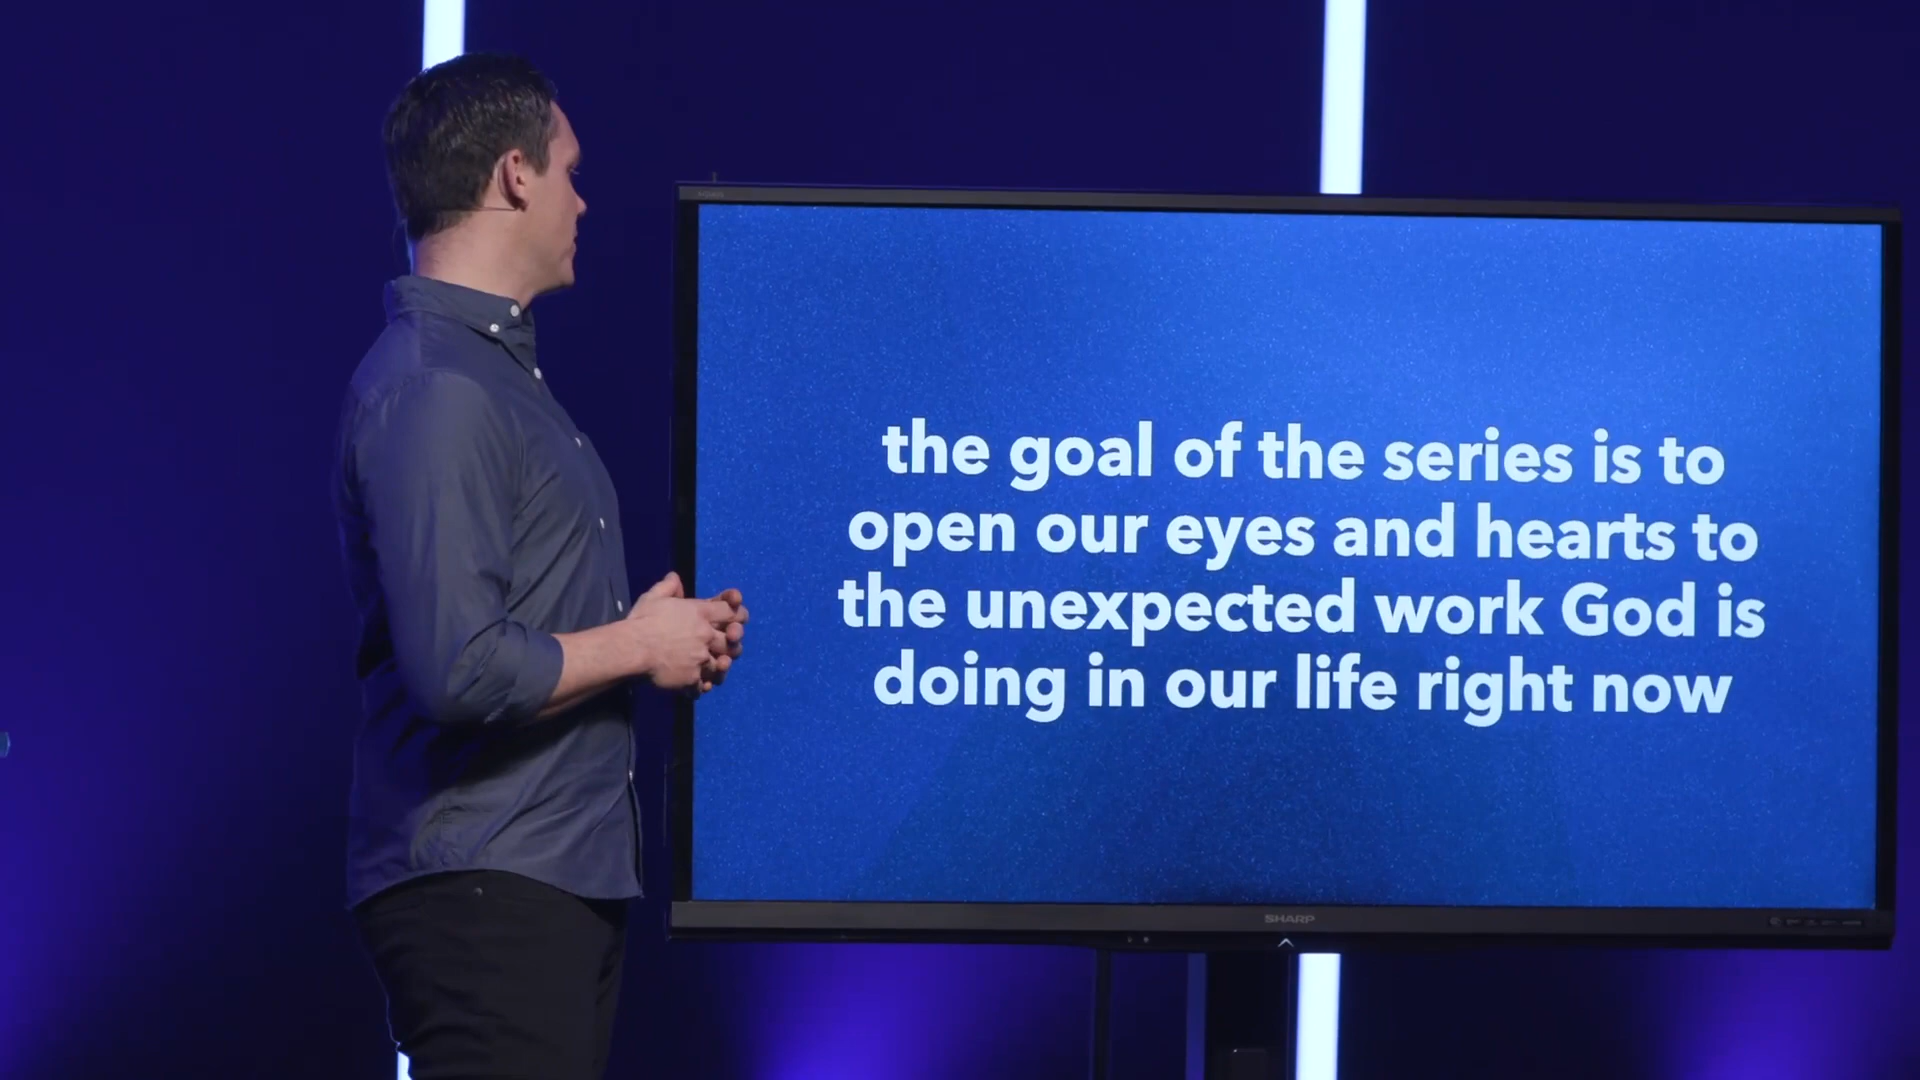 the goal of the series is to
open our eyes and hearts to
the unexpected work God is
doing in our life right now
SHARP